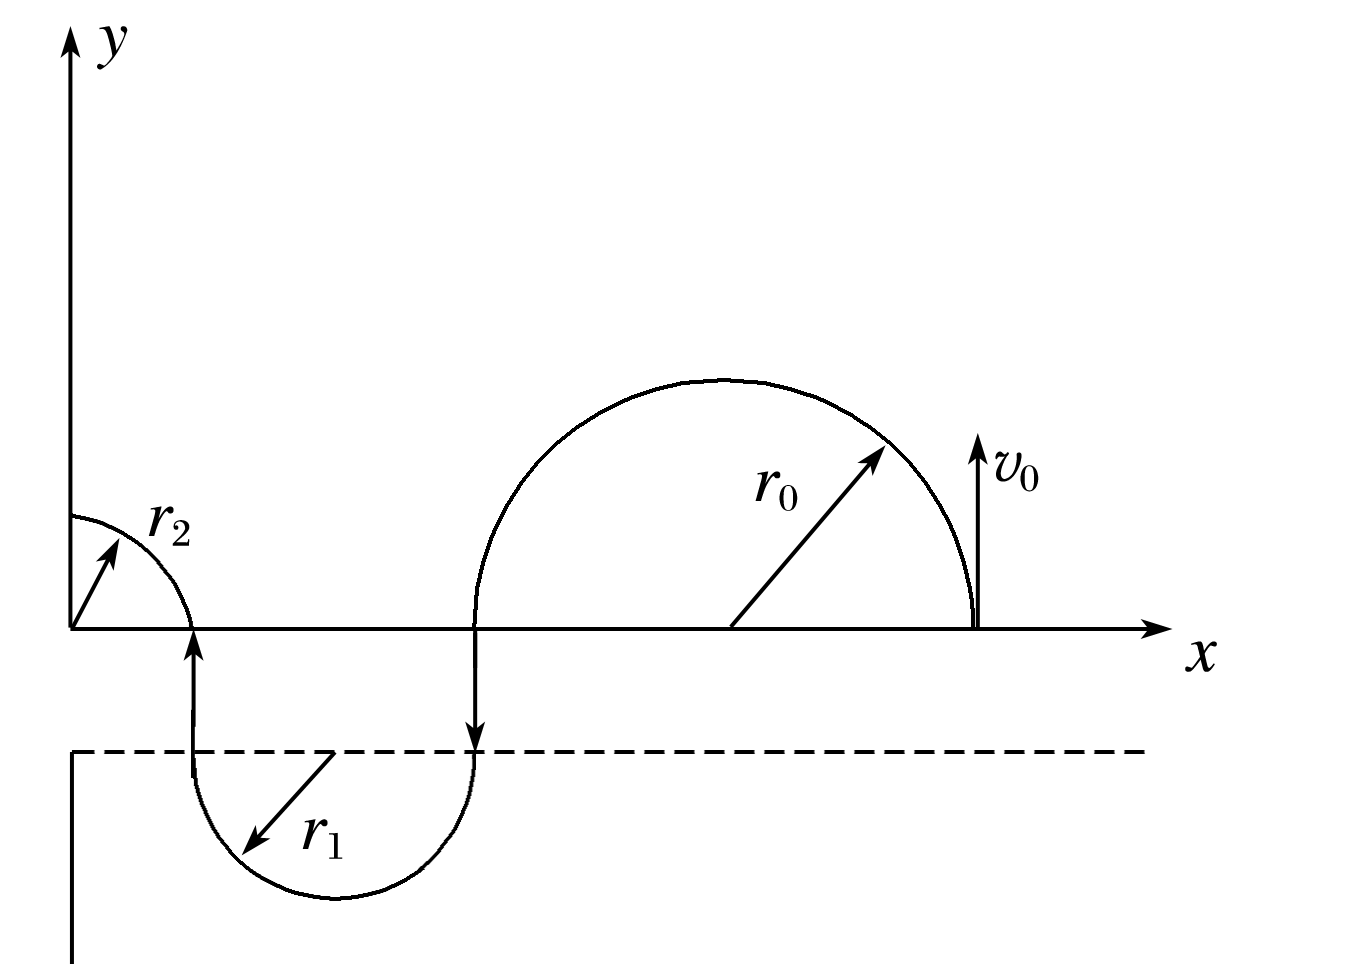 y
v₀
r₀
r₂
x
r₁